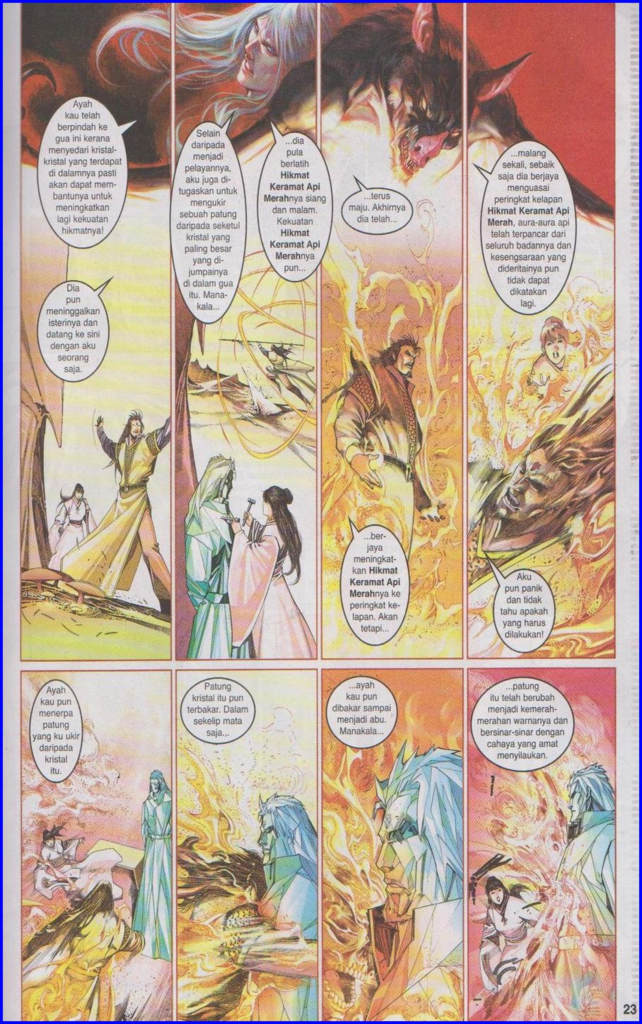 Ayah
kau telah
berpindah ke
gua ini kerana
menyedari kristal-
kristal yang terdapat
di dalamnya pasti
akan dapat mem-
bantunya untuk
meningkatkan
lagi kekuatan
hikmatnya!
Dia
pun
meninggalkan
isterinya dan
datang ke sini
dengan aku
seorang
saja.
Selain
daripada
menjadi
pelayannya,
aku juga di-
tugaskan untuk
mengukir
sebuah patung
daripada seketul
kristal yang
paling besar
yang di-
jumpainya
di dalam gua
itu. Mana-
kala...
...dia
pula
berlatih
Hikmat
Keramat Api
Merahnya siang
dan malam.
Kekuatan
Hikmat
Keramat Api
Merahnya
pun...
...terus
maju. Akhirnya
dia telah...
...ber-
jaya
meningkat-
kan Hikmat
Keramat Api
Merahnya ke
peringkat ke-
lapan. Akan
tetapi...
...malang
sekali, sebaik
saja dia berjaya
menguasai
peringkat kelapan
Hikmat Keramat Api
Merah, aura-aura api
telah terpancar dari
seluruh badannya dan
kesengsaraan yang
dideritainya pun
tidak dapat
dikatakan
lagi.
Aku
pun panik
dan tidak
tahu apakah
yang harus
dilakukan!
Ayah
kau pun
menerpa
patung
yang ku ukir
daripada
kristal
itu.
Patung
kristal itu pun
terbakar. Dalam
sekelip mata
saja...
...ayah
kau pun
dibakar sampai
menjadi abu.
Manakala...
...patung
itu telah berubah
menjadi kemerah-
merahan warnanya dan
bersinar-sinar dengan
cahaya yang amat
menyilaukan.
23